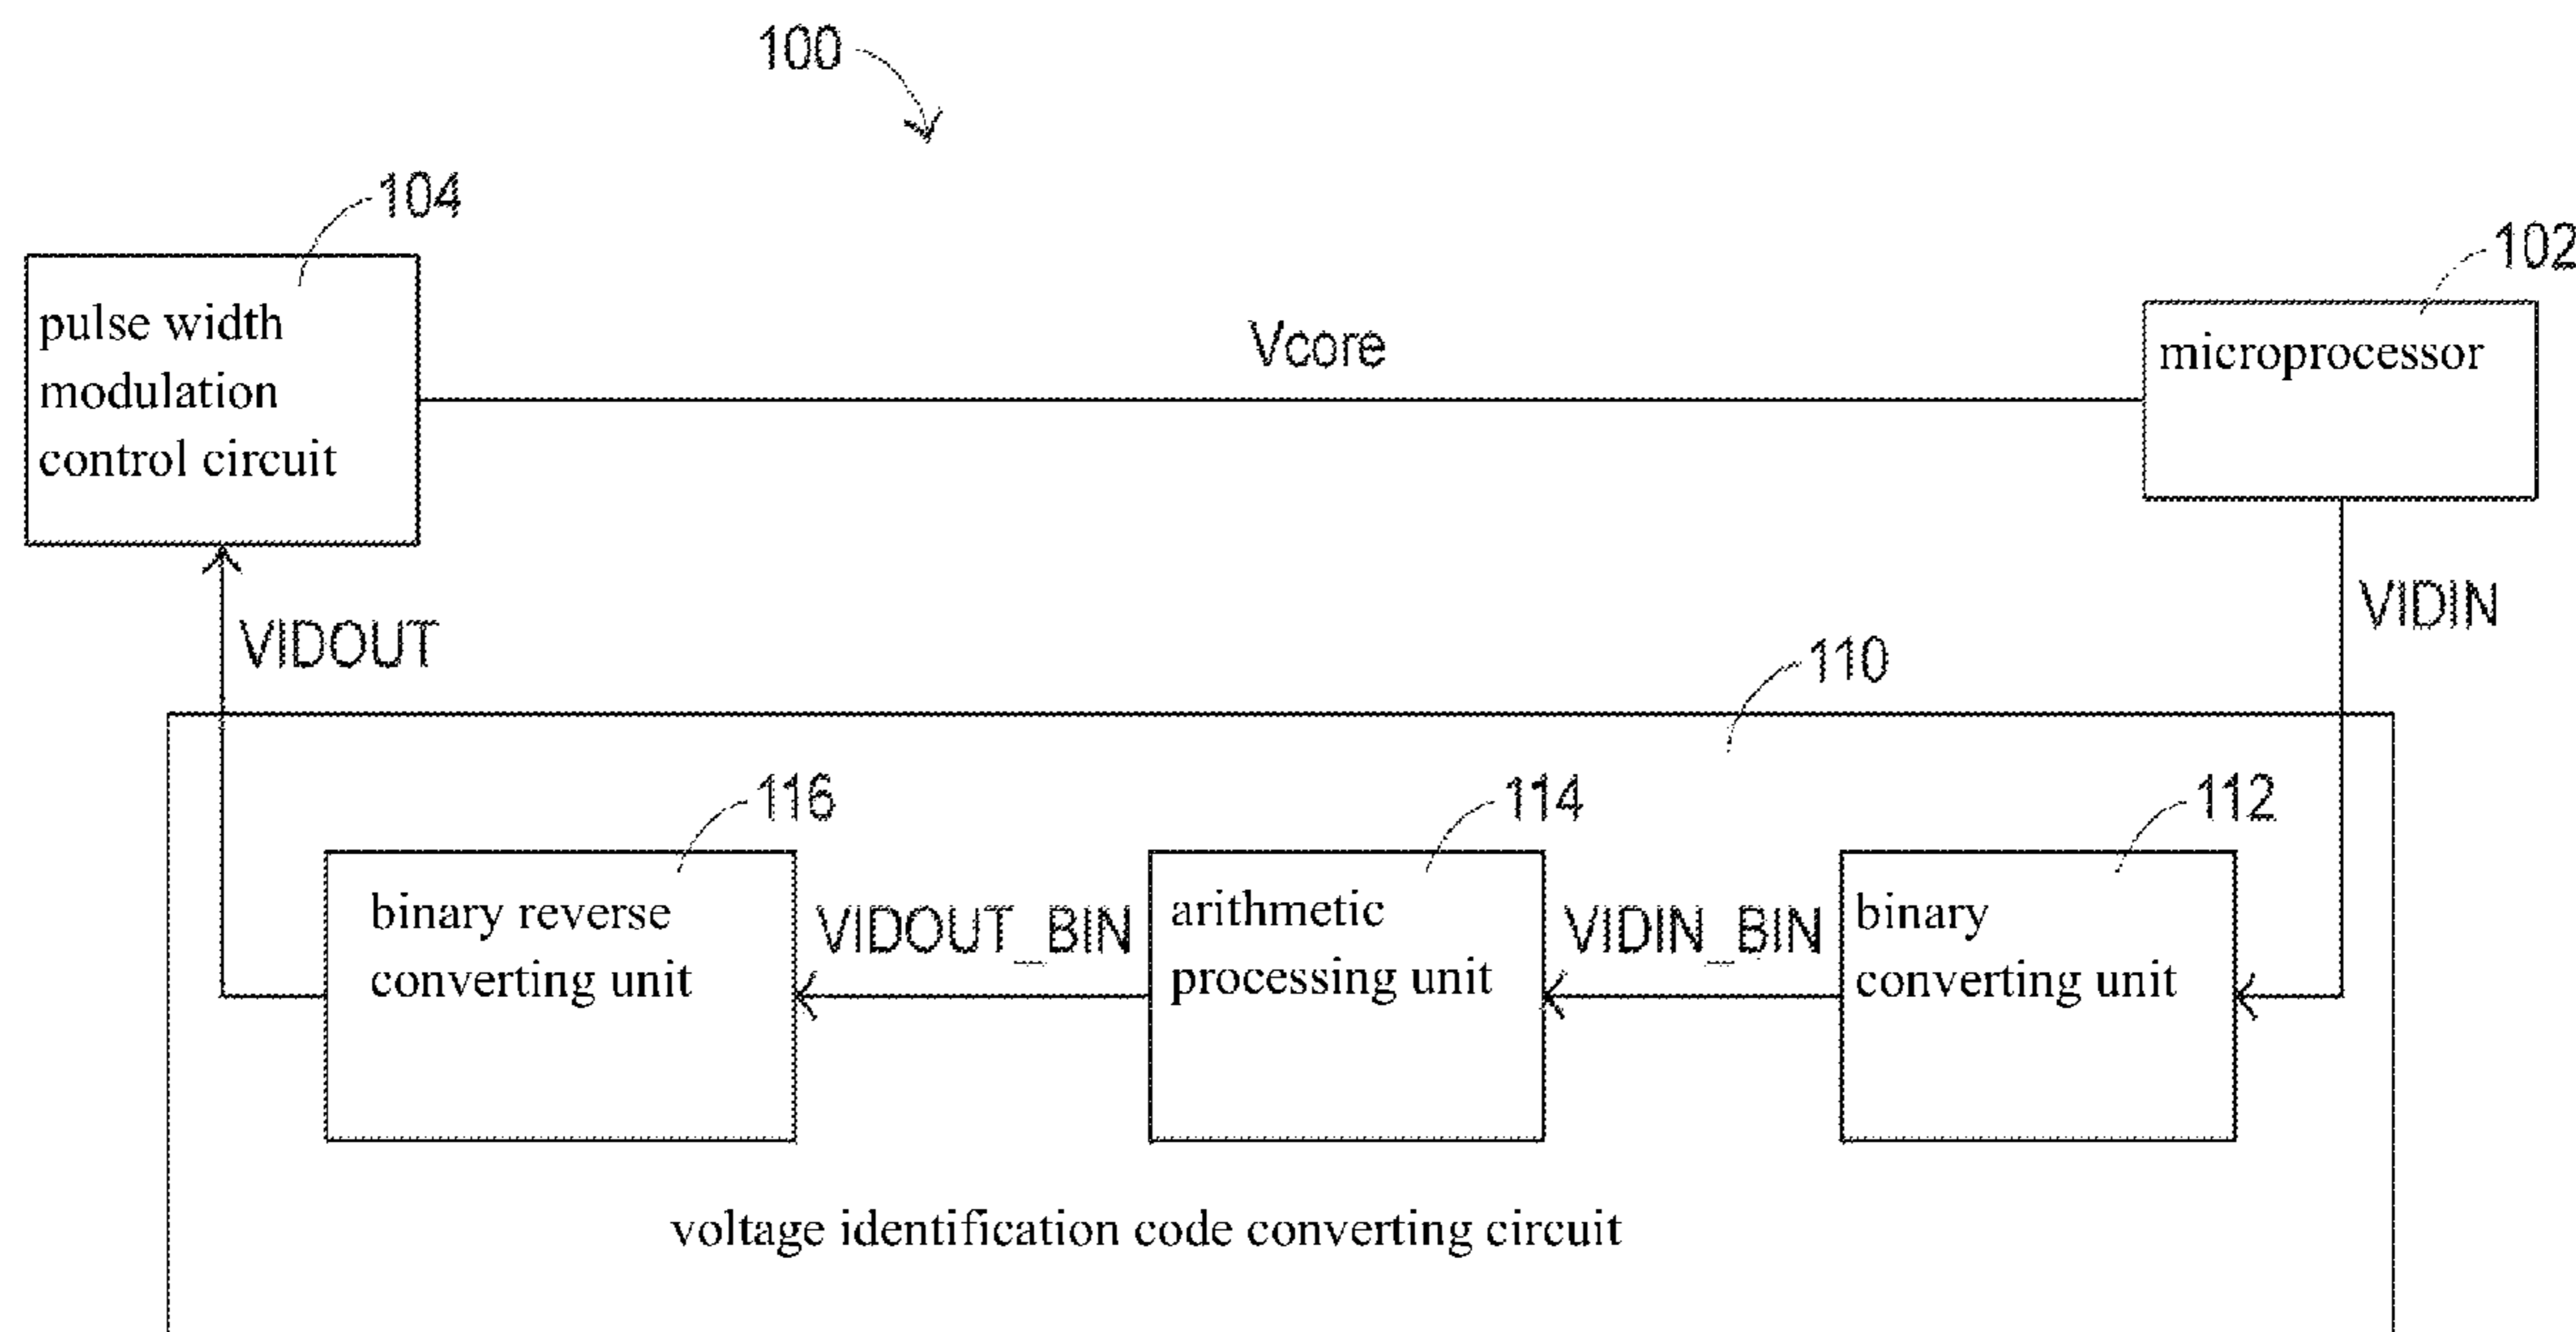 100
104
102
pulse width
modulation
control circuit
Vcore
microprocessor
VIDOUT
VIDIN
110
116
114
112
binary reverse
converting unit
VIDOUT_BIN
arithmetic
processing unit
VIDIN_BIN
binary
converting unit
voltage identification code converting circuit